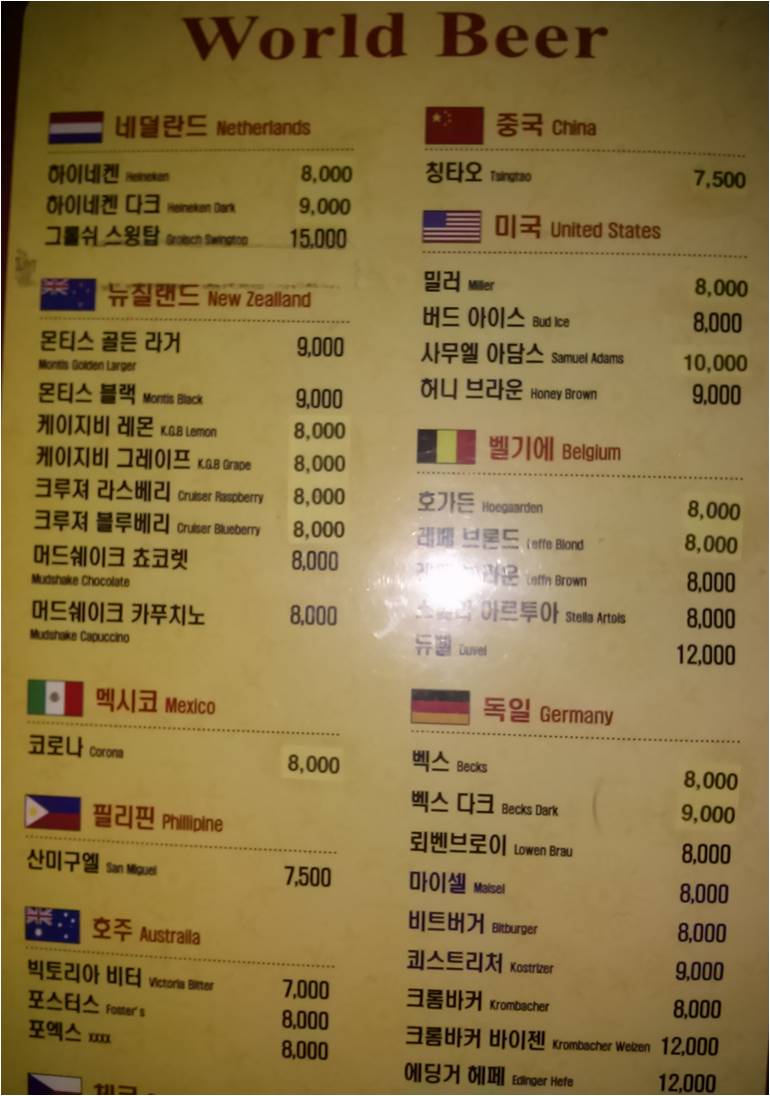 World Beer
네덜란드 Netherlands
하이네켄 Heineken 8,000
하이네켄 다크 Heineken Dark 9,000
그롤쉬 스윙탑 Grolsch Swingtop 15,000
뉴질랜드 New Zealland
몬티스 골든 라거 9,000
Montis Golden Larger
몬티스 블랙 Montis Black 9,000
케이지비 레몬 K.G.B Lemon 8,000
케이지비 그레이프 K.G.B Grape 8,000
크루져 라스베리 Cruiser Raspberry 8,000
크루져 블루베리 Cruiser Blueberry 8,000
머드쉐이크 쵸코렛 8,000
Mudshake Chocolate
머드쉐이크 카푸치노 8,000
Mudshake Capuccino
멕시코 Mexico
코로나 Corona 8,000
필리핀 Phillipine
산미구엘 San Miguel 7,500
호주 Australia
빅토리아 비터 Victoria Bitter 7,000
포스터스 Foster's 8,000
포엑스 xxxx 8,000
체코
중국 China
칭타오 Tsingtao 7,500
미국 United States
밀러 Miller 8,000
버드 아이스 Bud Ice 8,000
사무엘 아담스 Samuel Adams 10,000
허니 브라운 Honey Brown 9,000
벨기에 Belgium
호가든 Hoegaarden 8,000
레페 브론드 Leffe Blond 8,000
브라운 Leffe Brown 8,000
스텔라 아르투아 Stella Artois 8,000
듀벨 Duvel 12,000
독일 Germany
벡스 Becks 8,000
벡스 다크 Becks Dark 9,000
뢰벤브로이 Lowen Brau 8,000
마이셀 Maisel 8,000
비트버거 Bitburger 8,000
쾨스트리처 Kostrizer 9,000
크롬바커 Krombacher 8,000
크롬바커 바이젠 Krombacher Weizen 12,000
에딩거 헤페 Edinger Hefe 12,000